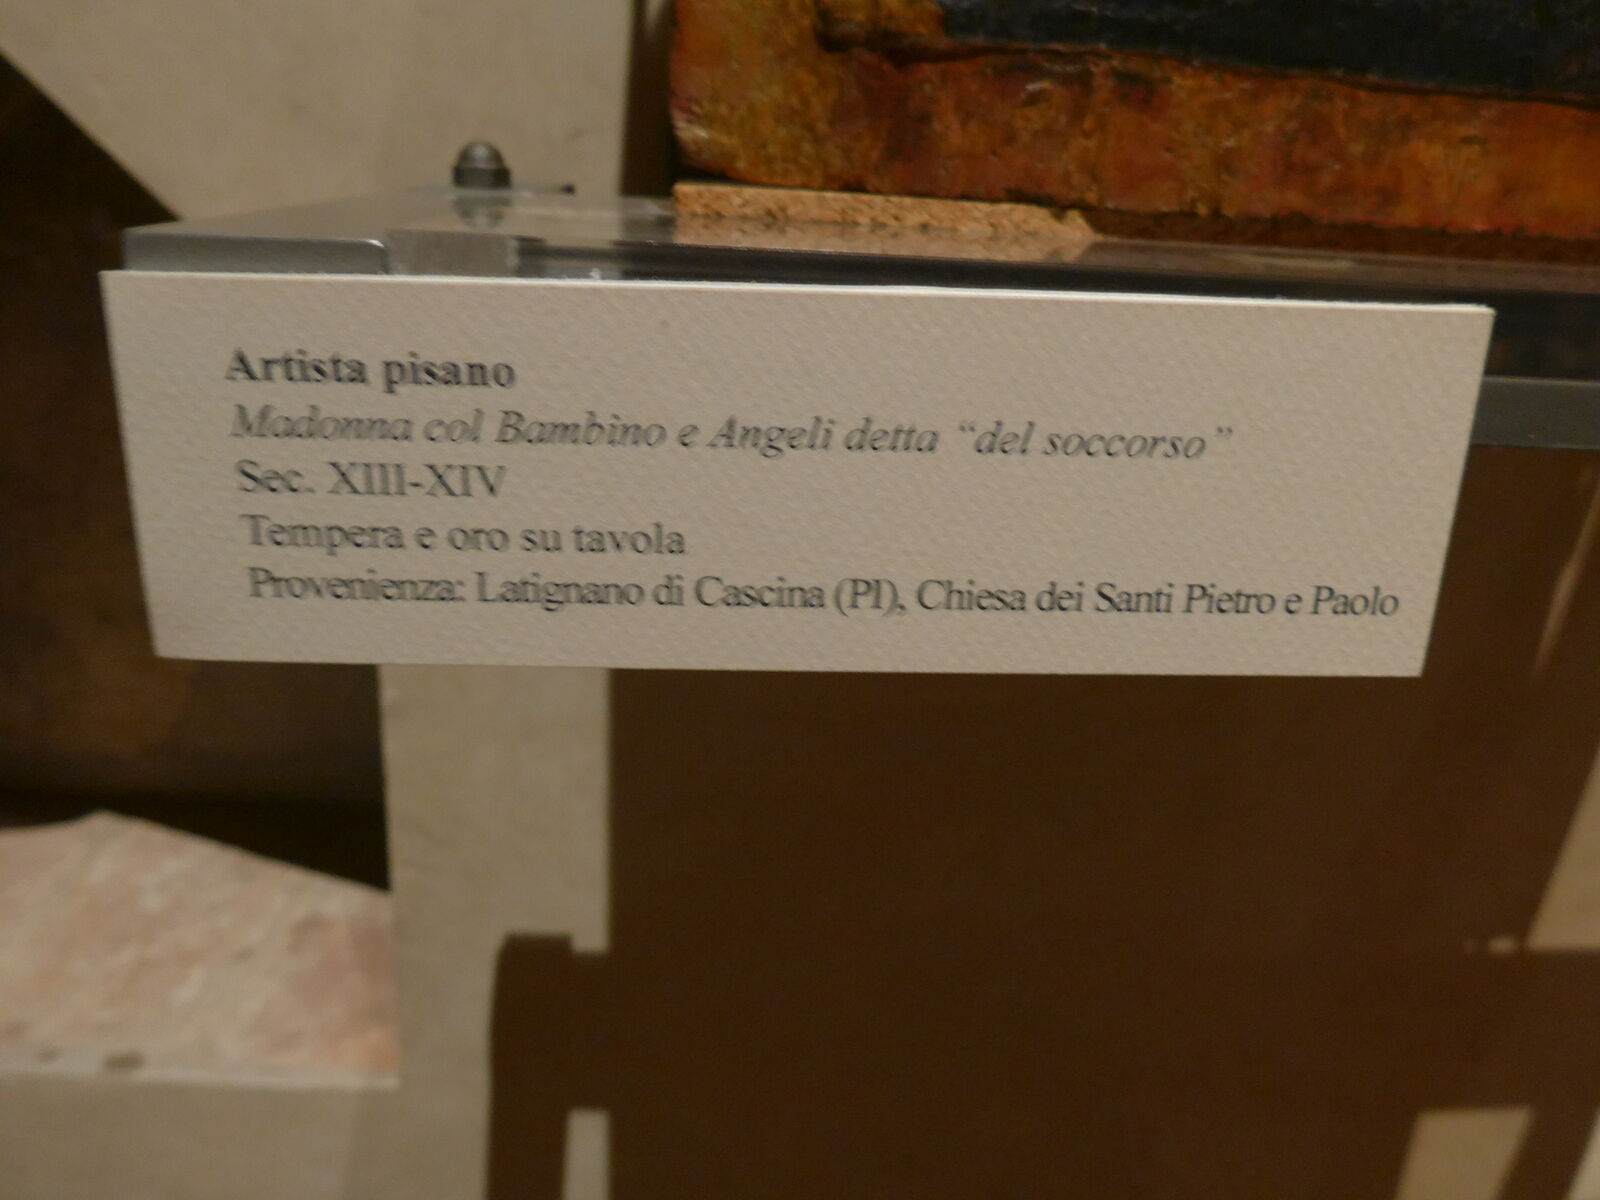 Artista pisano
Madonna col Bambino e Angeli detta “del soccorso”
Sec. XIII-XIV
Tempera e oro su tavola
Provenienza: Latignano di Cascina (PI), Chiesa dei Santi Pietro e Paolo